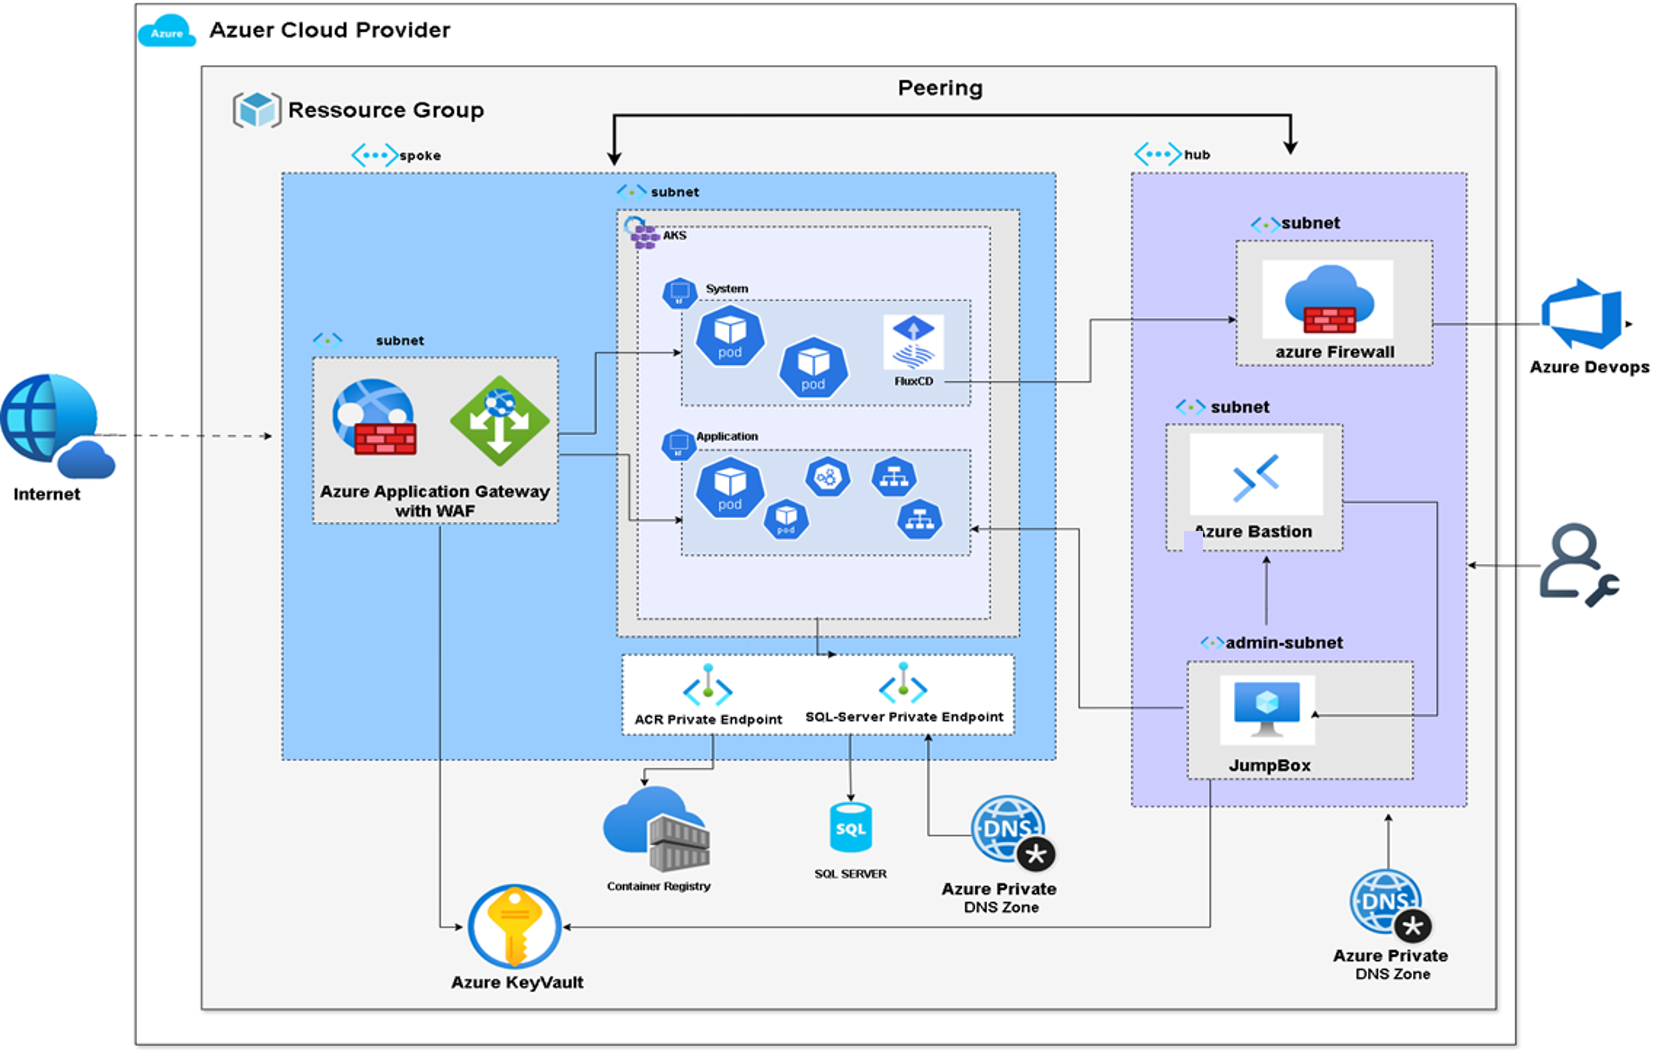 Azure
Azuer Cloud Provider
Peering
Ressource Group
spoke
hub
subnet
AKS
subnet
System
pod
pod
FluxCD
azure Firewall
Azure Devops
subnet
Application
subnet
pod
pod
Azure Application Gateway
with WAF
Internet
Azure Bastion
admin-subnet
ACR Private Endpoint
SQL-Server Private Endpoint
JumpBox
SQL
DNS
Container Registry
SQL SERVER
Azure Private
DNS Zone
DNS
Azure Private
DNS Zone
Azure KeyVault